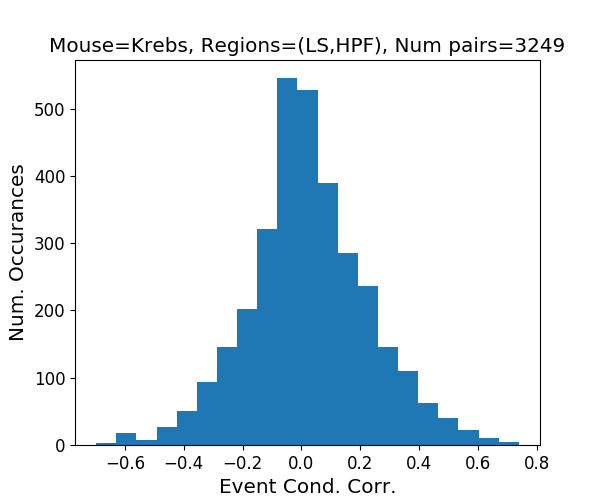 Mouse=Krebs, Regions=(LS,HPF), Num pairs=3249
Num. Occurances
500
400
300
200
100
0
−0.6 −0.4 −0.2 0.0 0.2 0.4 0.6 0.8
Event Cond. Corr.